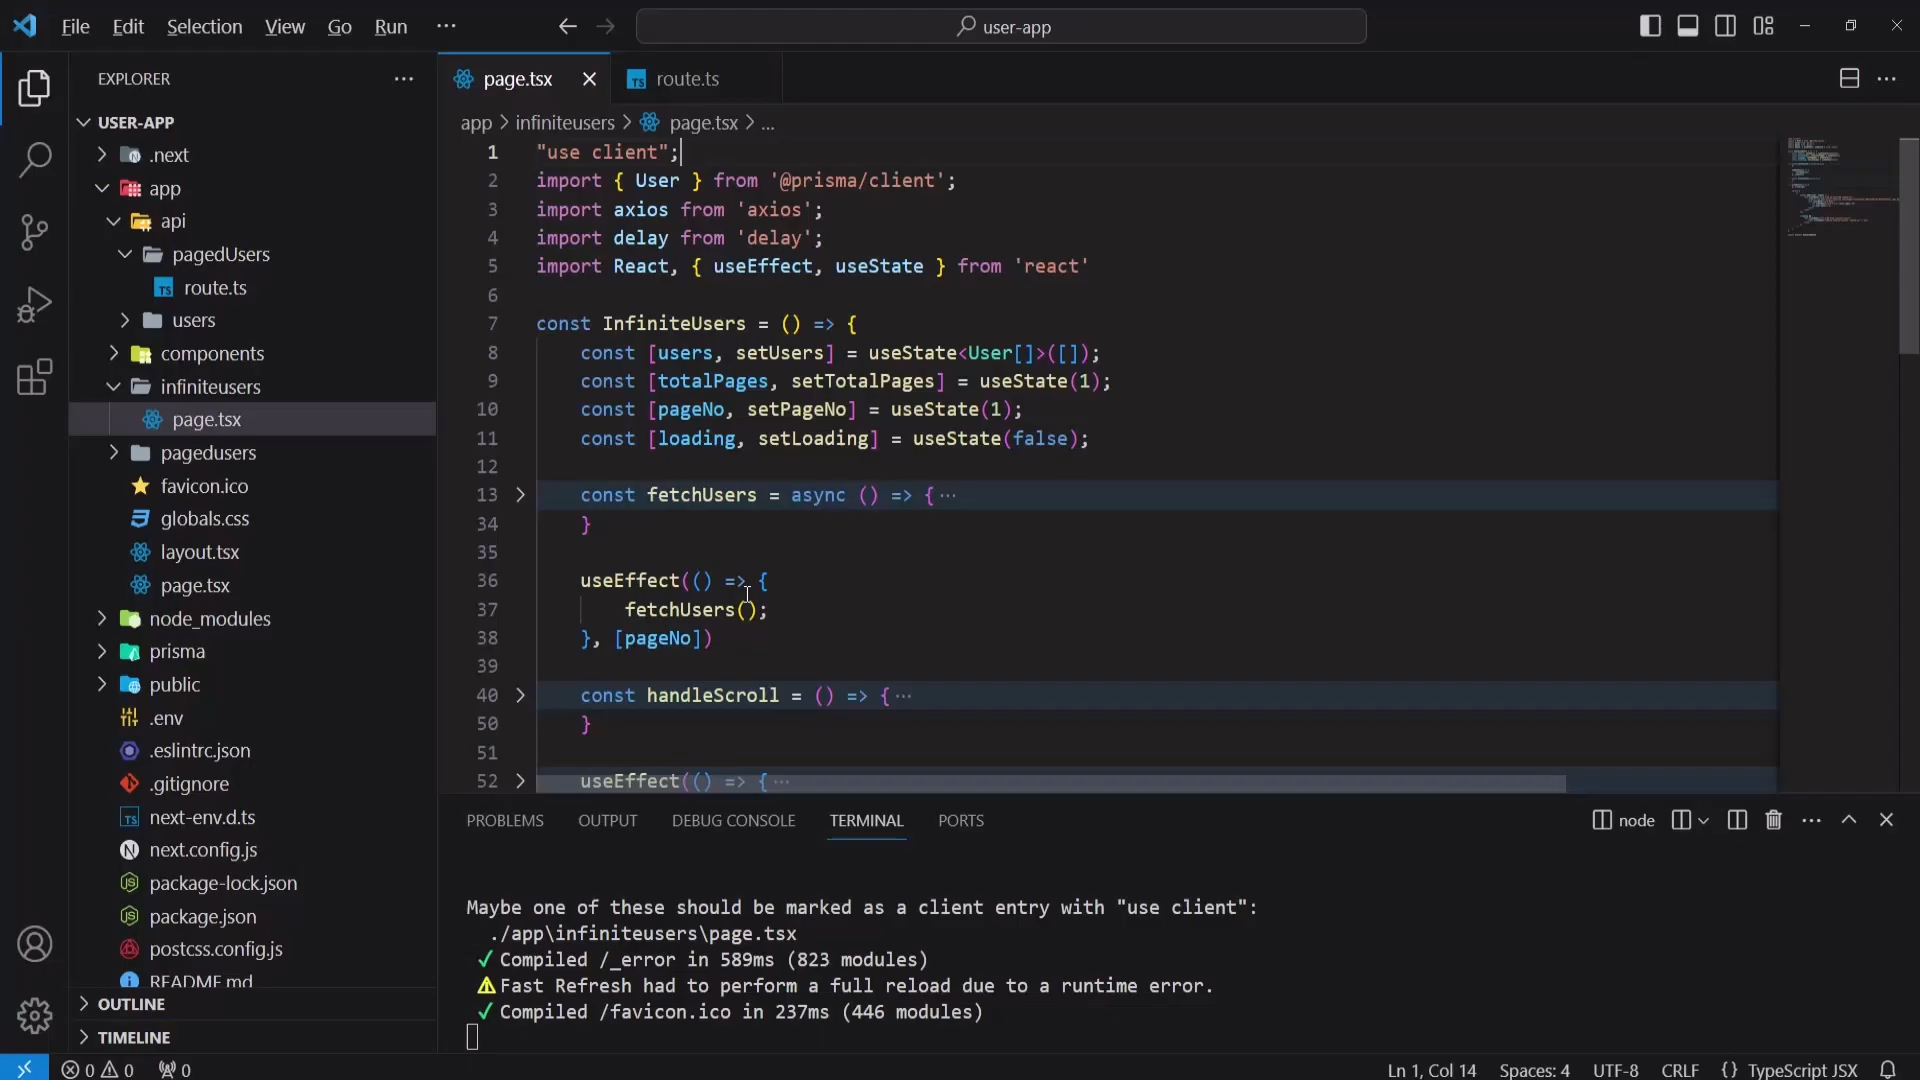 File Edit Selection View Go Run ···
user-app
EXPLORER ···
USER-APP
.next
app
api
pagedUsers
TS route.ts
users
components
infiniteusers
page.tsx
pagedusers
favicon.ico
globals.css
layout.tsx
page.tsx
node_modules
prisma
public
.env
.eslintrc.json
.gitignore
TS next-env.d.ts
N next.config.js
package-lock.json
package.json
postcss.config.js
README.md
OUTLINE
TIMELINE
page.tsx
TS route.ts
app > infiniteusers > page.tsx > ...
1 "use client";
2 import { User } from '@prisma/client';
3 import axios from 'axios';
4 import delay from 'delay';
5 import React, { useEffect, useState } from 'react'
6
7 const InfiniteUsers = () => {
8 const [users, setUsers] = useState<User[]>([]);
9 const [totalPages, setTotalPages] = useState(1);
10 const [pageNo, setPageNo] = useState(1);
11 const [loading, setLoading] = useState(false);
12
13 const fetchUsers = async () => { ···
34 }
35
36 useEffect(() => {
37 fetchUsers();
38 }, [pageNo])
39
40 const handleScroll = () => { ···
50 }
51
52 useEffect(() => { ···
PROBLEMS OUTPUT DEBUG CONSOLE TERMINAL PORTS
node
Maybe one of these should be marked as a client entry with "use client":
./app\infiniteusers\page.tsx
✓ Compiled /_error in 589ms (823 modules)
⚠ Fast Refresh had to perform a full reload due to a runtime error.
✓ Compiled /favicon.ico in 237ms (446 modules)
0 0 0
Ln 1, Col 14 Spaces: 4 UTF-8 CRLF {} TypeScript JSX